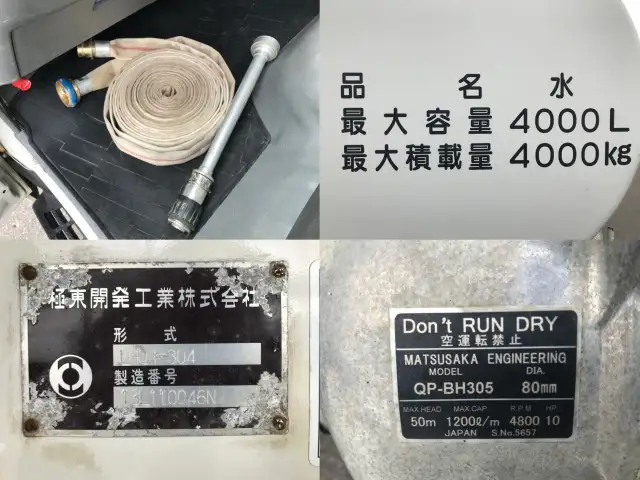 品 名 水
最大容量 4000L
最大積載量 4000kg
極東開発工業株式会社
形 式
304
製造番号
Don't RUN DRY
空運転禁止
MATSUSAKA ENGINEERING
MODEL DIA.
QP-BH305 80mm
MAX.HEAD MAX.CAP R.P.M HP
50m 1200ℓ/m 4800 10
JAPAN S.No.5657